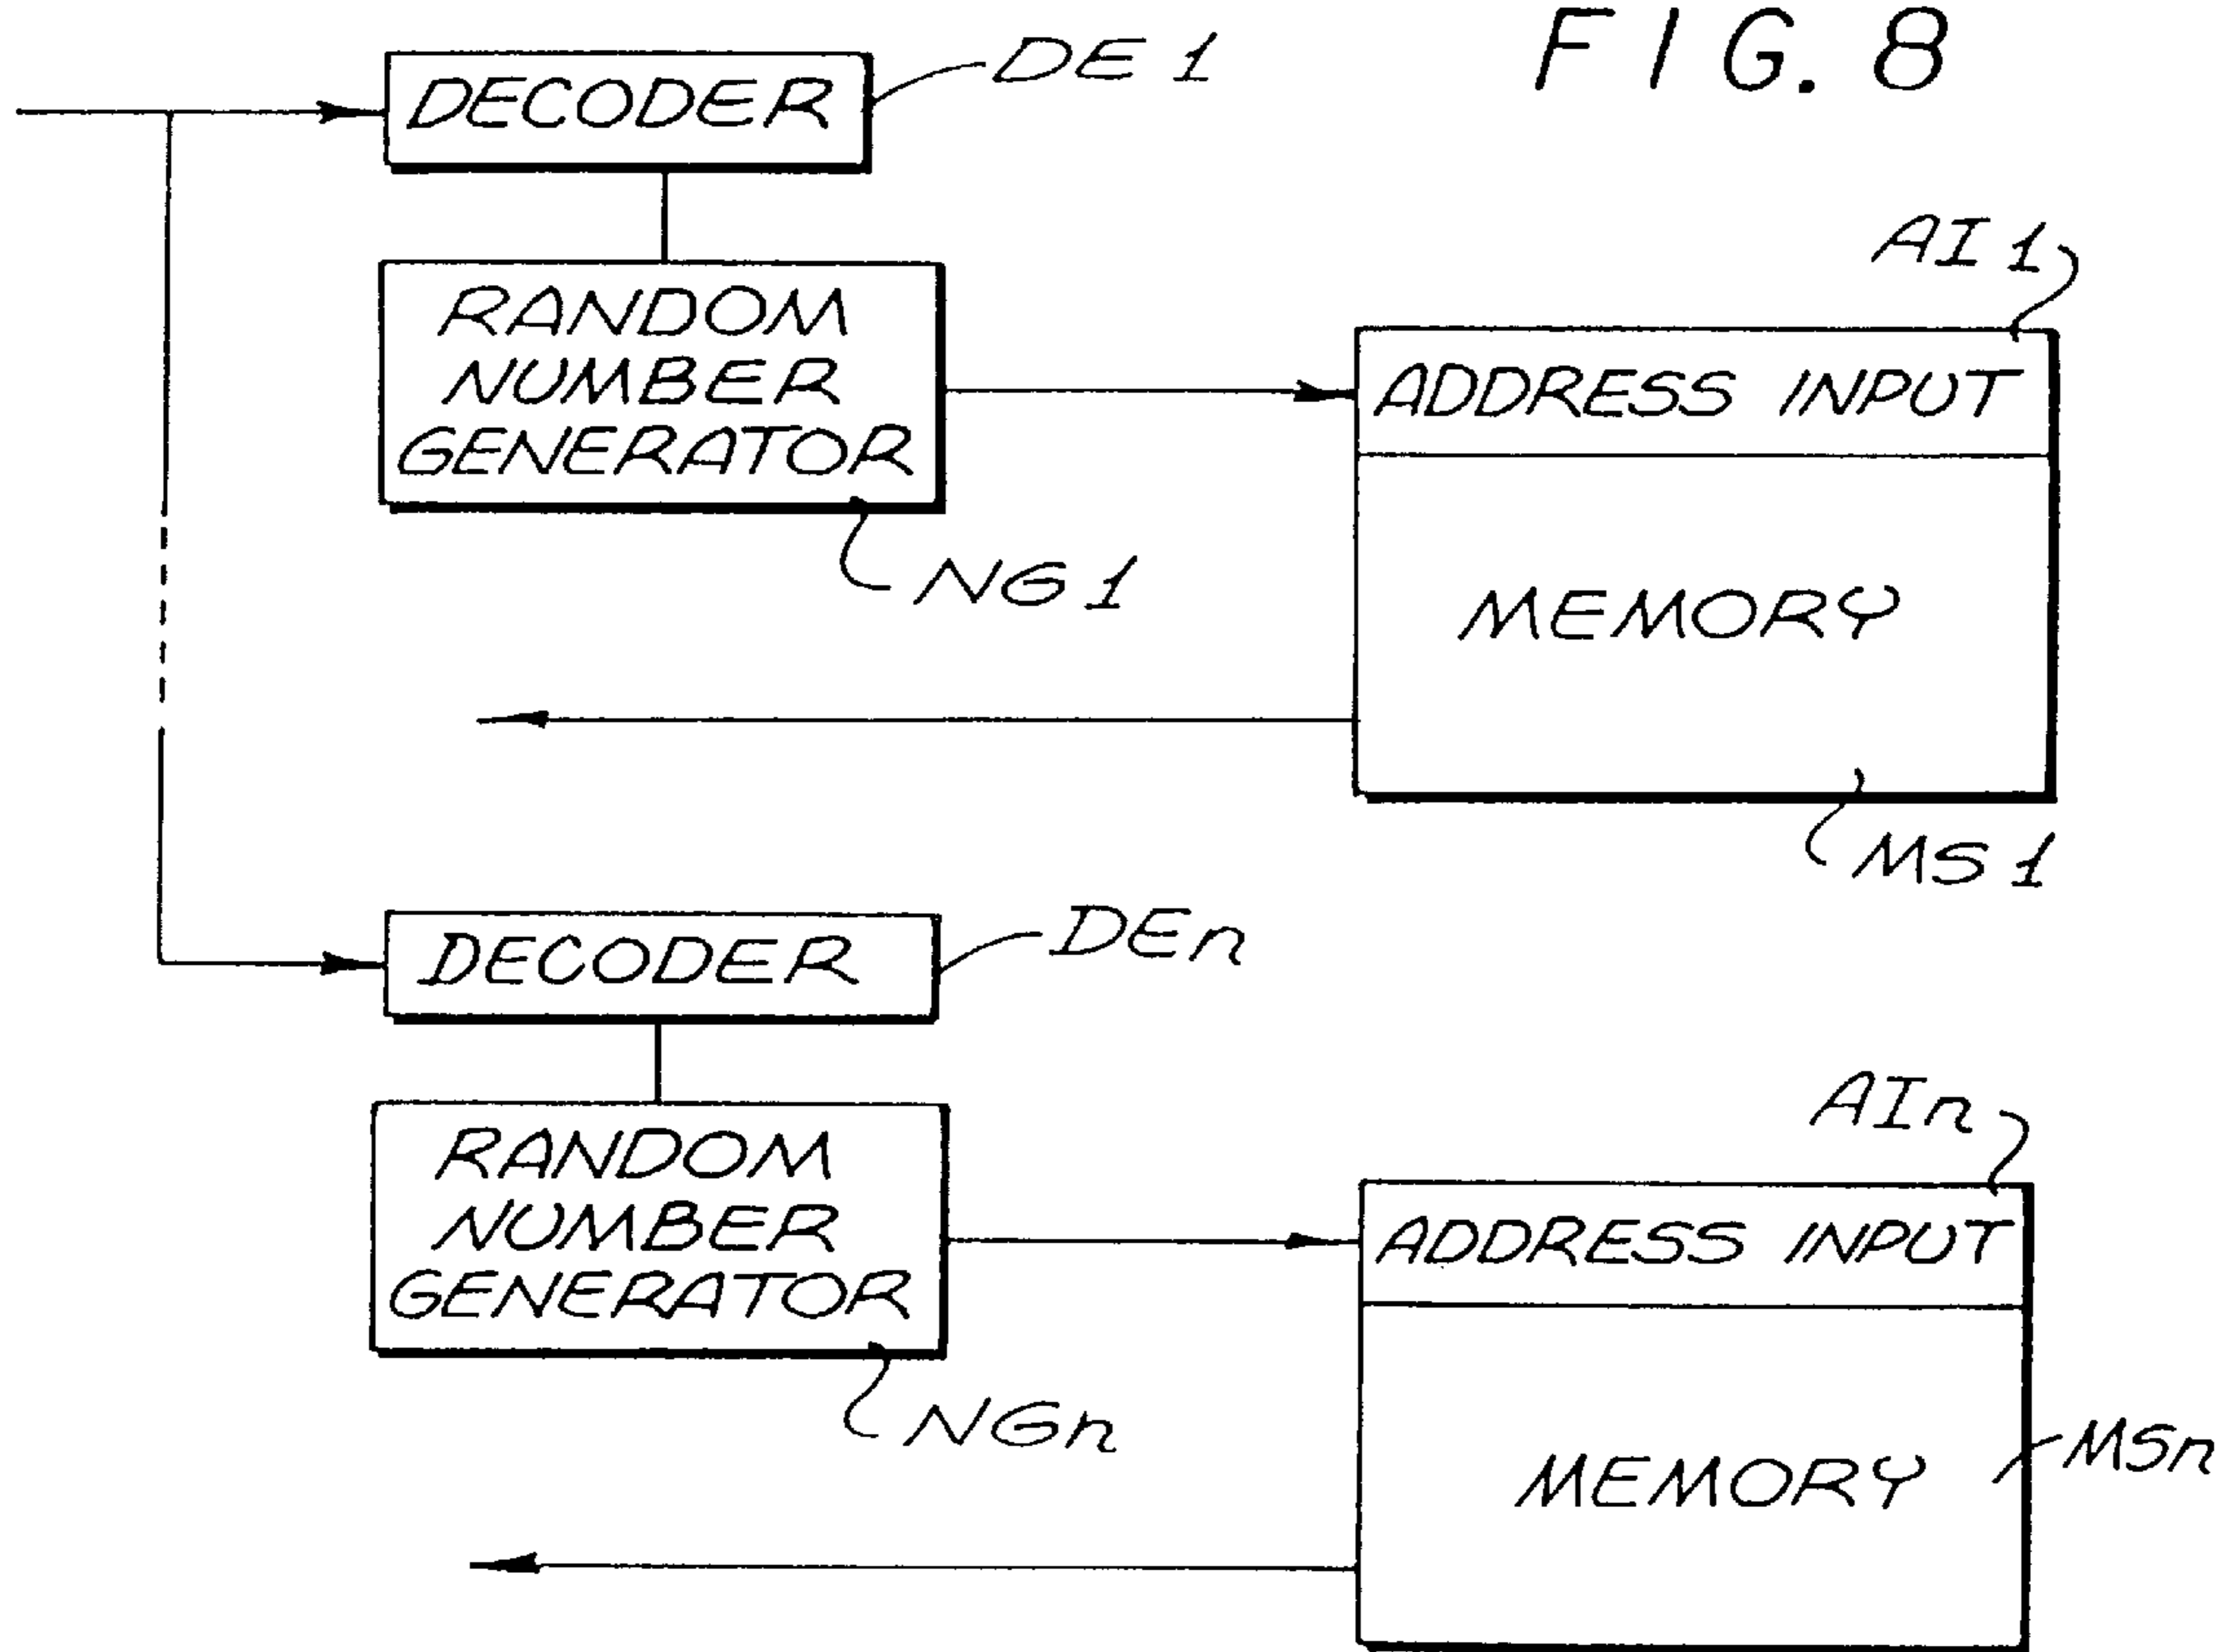 FIG. 8
DECODER
DE 1
RANDOM
NUMBER
GENERATOR
NG 1
AI 1
ADDRESS INPUT
MEMORY
MS 1
DECODER
DEn
RANDOM
NUMBER
GENERATOR
NGn
AIn
ADDRESS INPUT
MEMORY
MSn